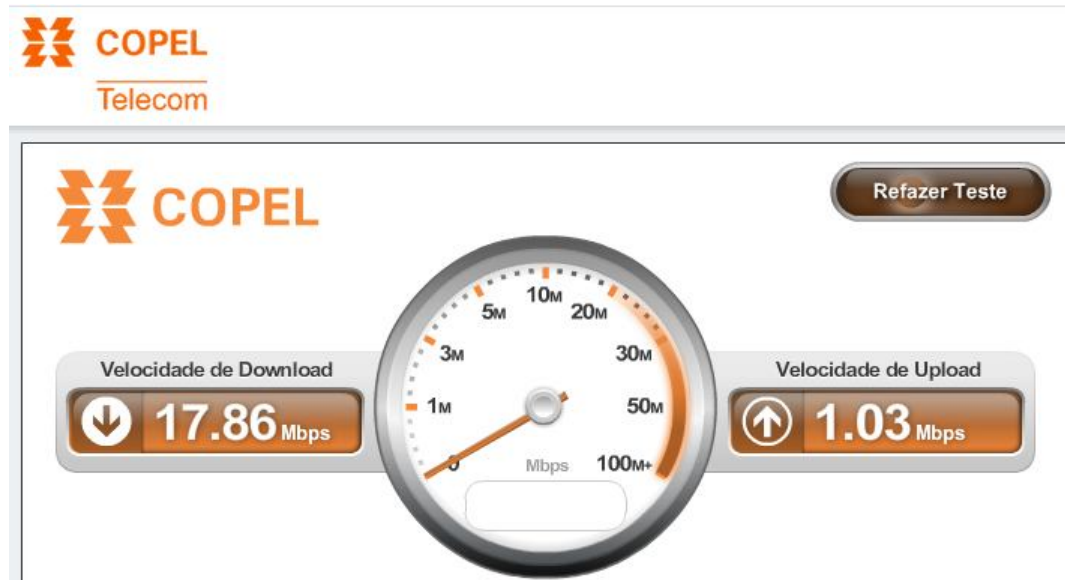 COPEL
Telecom
COPEL
Refazer Teste
10M
5M
20M
3M
30M
Velocidade de Download
Velocidade de Upload
1M
50M
17.86 Mbps
1.03 Mbps
0
Mbps
100M+